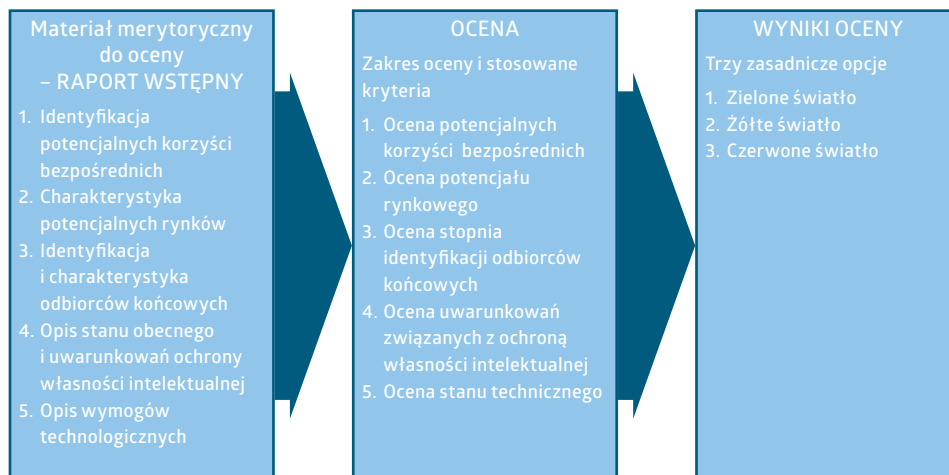 Materiał merytoryczny
do oceny
– RAPORT WSTĘPNY
1. Identyfikacja
potencjalnych korzyści
bezpośrednich
2. Charakterystyka
potencjalnych rynków
3. Identyfikacja
i charakterystyka
odbiorców końcowych
4. Opis stanu obecnego
i uwarunkowań ochrony
własności intelektualnej
5. Opis wymogów
technologicznych
OCENA
Zakres oceny i stosowane
kryteria
1. Ocena potencjalnych
korzyści bezpośrednich
2. Ocena potencjału
rynkowego
3. Ocena stopnia
identyfikacji odbiorców
końcowych
4. Ocena uwarunkowań
związanych z ochroną
własności intelektualnej
5. Ocena stanu technicznego
WYNIKI OCENY
Trzy zasadnicze opcje
1. Zielone światło
2. Żółte światło
3. Czerwone światło